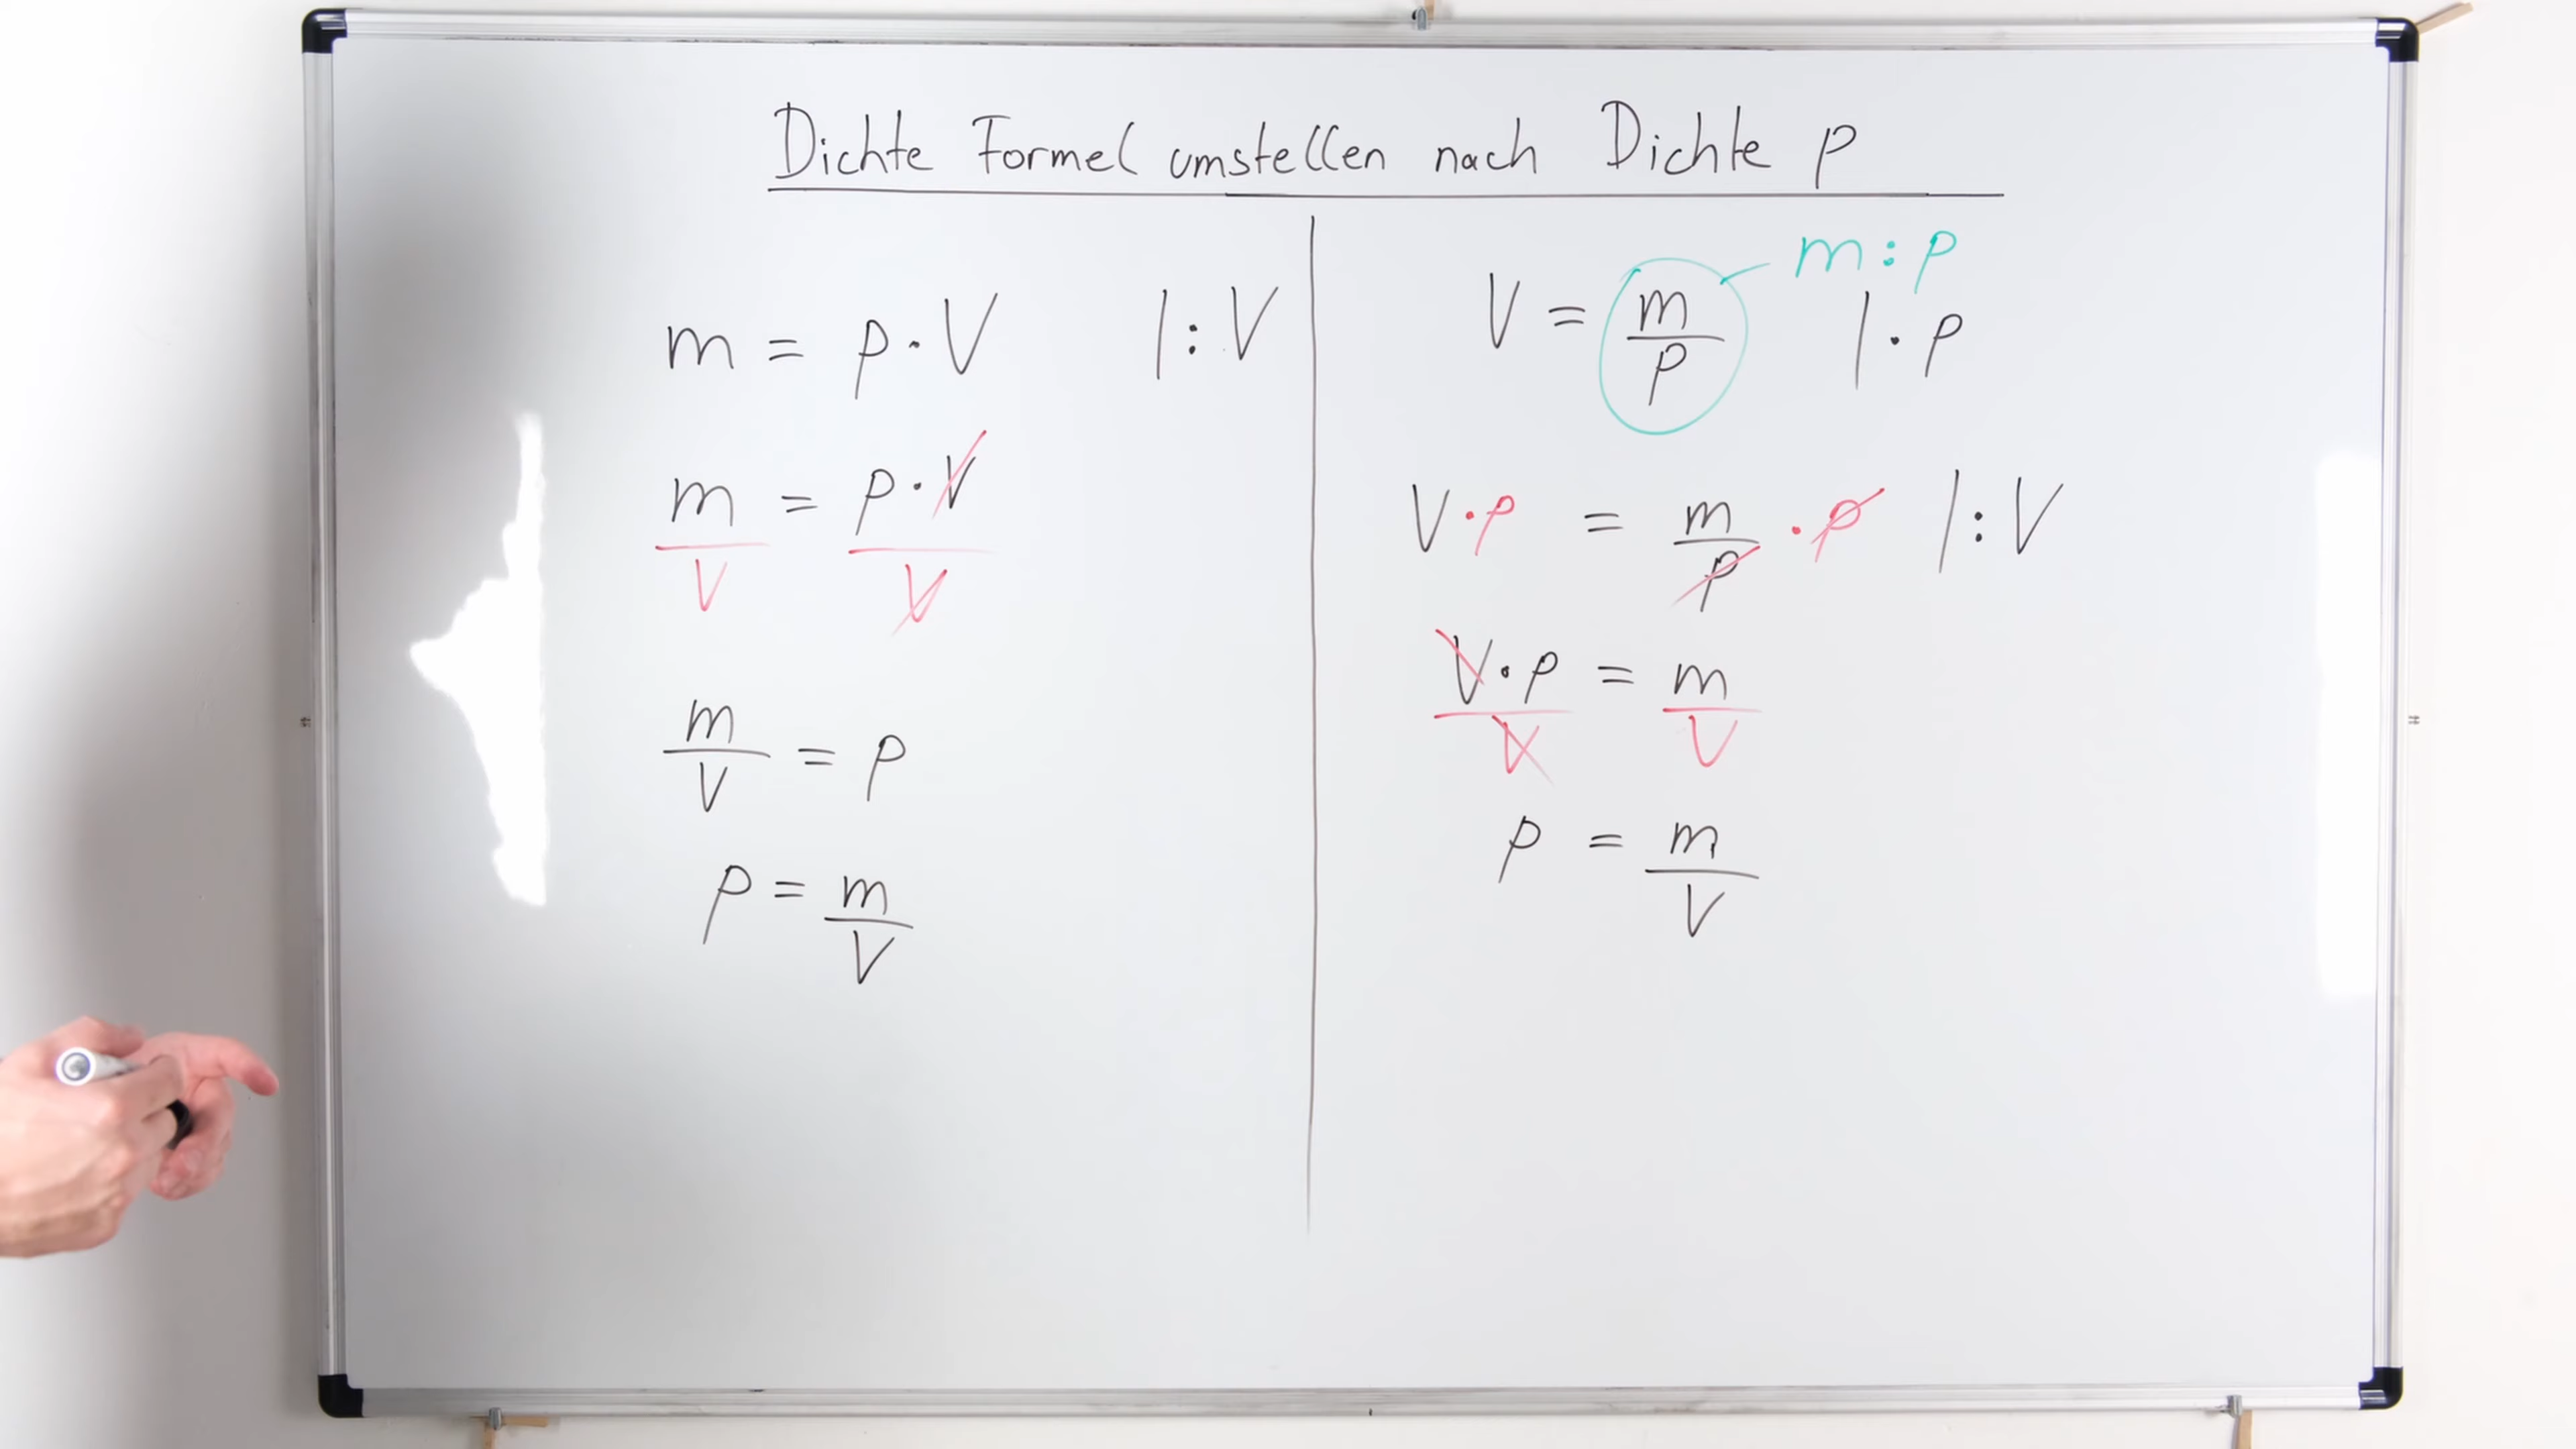 Dichte Formel umstellen nach Dichte ρ
m = ρ · V |: V
m/V = ρ · V/V
m/V = ρ
ρ = m/V
m : ρ
V = m/ρ | · ρ
V · ρ = m/ρ · ρ |: V
V · ρ/V = m/V
ρ = m/V